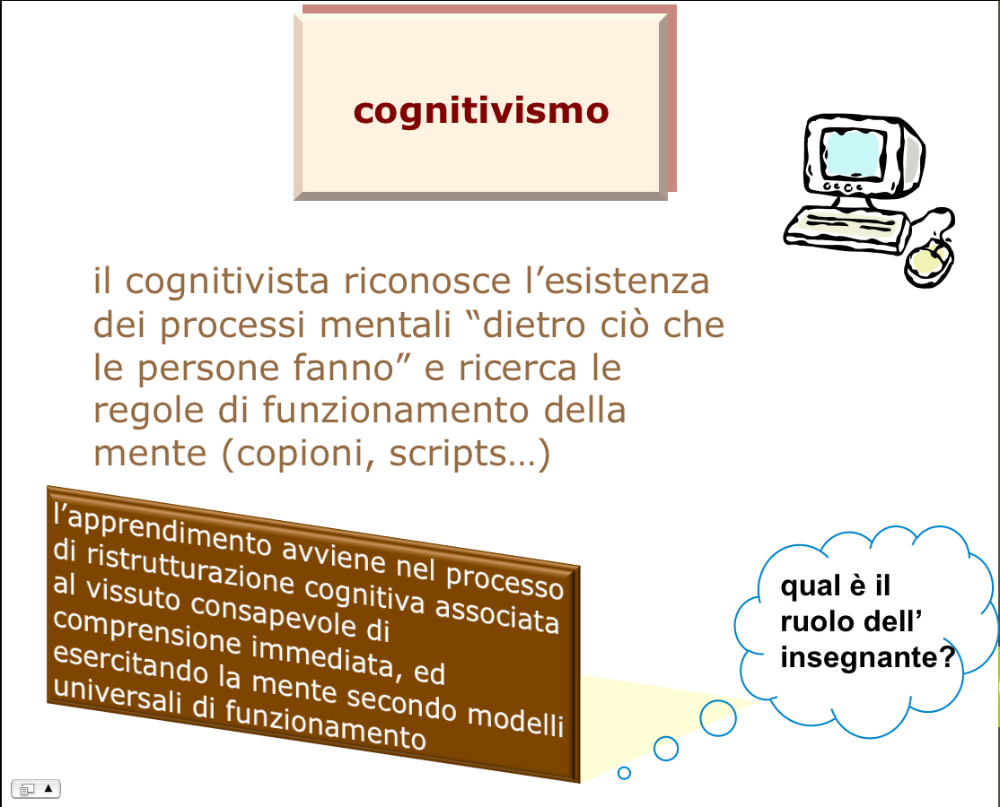 cognitivismo
il cognitivista riconosce l’esistenza
dei processi mentali “dietro ciò che
le persone fanno” e ricerca le
regole di funzionamento della
mente (copioni, scripts…)
l’apprendimento avviene nel processo
di ristrutturazione cognitiva associata
al vissuto consapevole di
comprensione immediata, ed
esercitando la mente secondo modelli
universali di funzionamento
qual è il
ruolo dell’
insegnante?